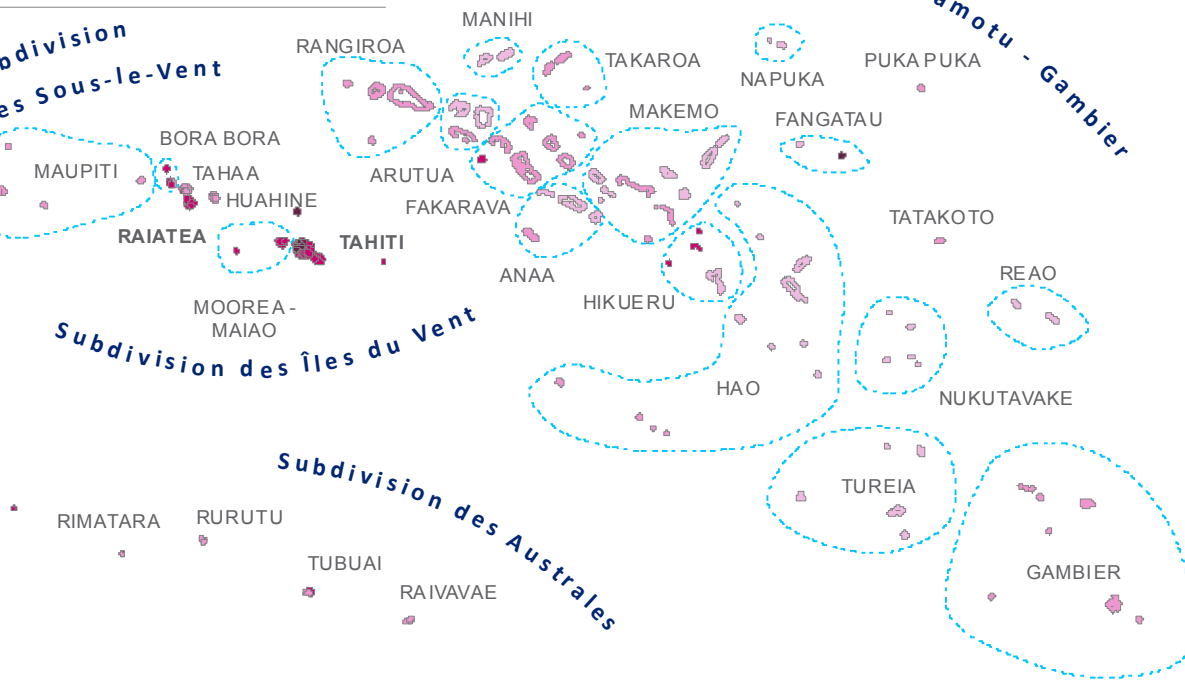 MANIHI
RANGIROA
TAKAROA
NAPUKA
PUKA PUKA
amotu - Gambier
bdivision
es Sous-le-Vent
MAKEMO
FANGATAU
BORA BORA
MAUPITI
TAHAA
ARUTUA
HUAHINE
FAKARAVA
TATAKOTO
RAIATEA
TAHITI
ANAA
REAO
HIKUERU
MOOREA-
MAIAO
Subdivision des Îles du Vent
HAO
NUKUTAVAKE
Subdivision des Australes
TUREIA
RIMATARA
RURUTU
TUBUAI
GAMBIER
RAIVAVAE